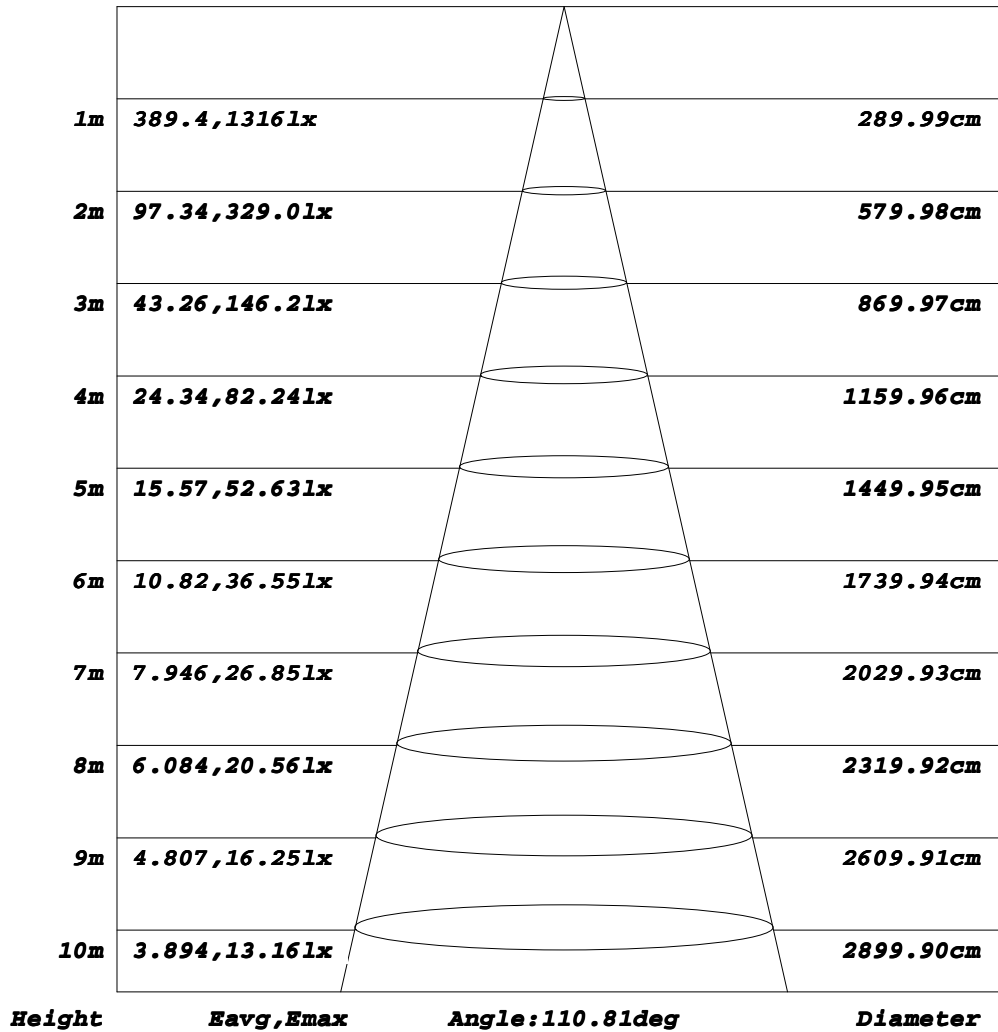 1m 389.4,1316lx 289.99cm
2m 97.34,329.0lx 579.98cm
3m 43.26,146.2lx 869.97cm
4m 24.34,82.24lx 1159.96cm
5m 15.57,52.63lx 1449.95cm
6m 10.82,36.55lx 1739.94cm
7m 7.946,26.85lx 2029.93cm
8m 6.084,20.56lx 2319.92cm
9m 4.807,16.25lx 2609.91cm
10m 3.894,13.16lx 2899.90cm
Height Eavg,Emax Angle:110.81deg Diameter